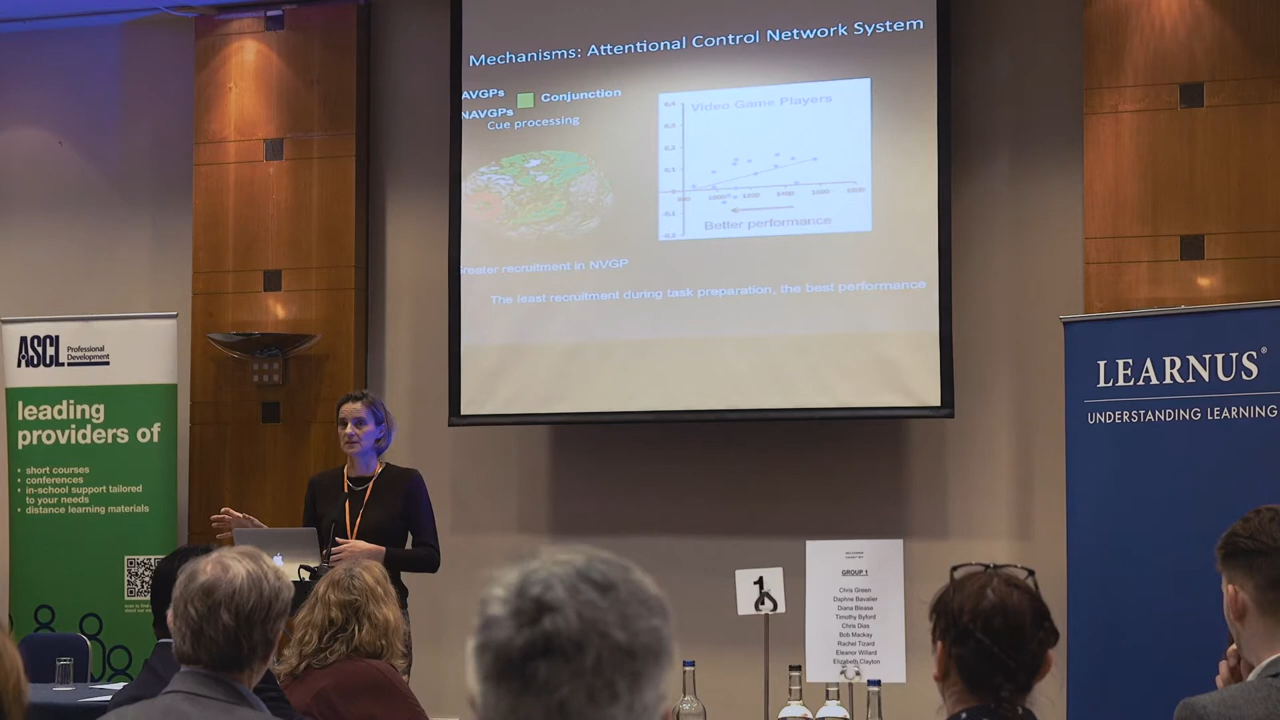 Mechanisms: Attentional Control Network System
AVGPs
NAVGPs
Conjunction
Cue processing
Video Game Players
Better performance
reater recruitment in NVGP
The least recruitment during task preparation, the best performance
ASCL Professional
Development
leading
providers of
• short courses
• conferences
• in-school support tailored
to your needs
• distance learning materials
LEARNUS®
UNDERSTANDING LEARNING
1
GROUP 1
Chris Green
Daphne Bavalier
Diana Blease
Timothy Byford
Chris Dias
Bob Mackay
Rachel Tizard
Eleanor Willard
Elizabeth Clayton